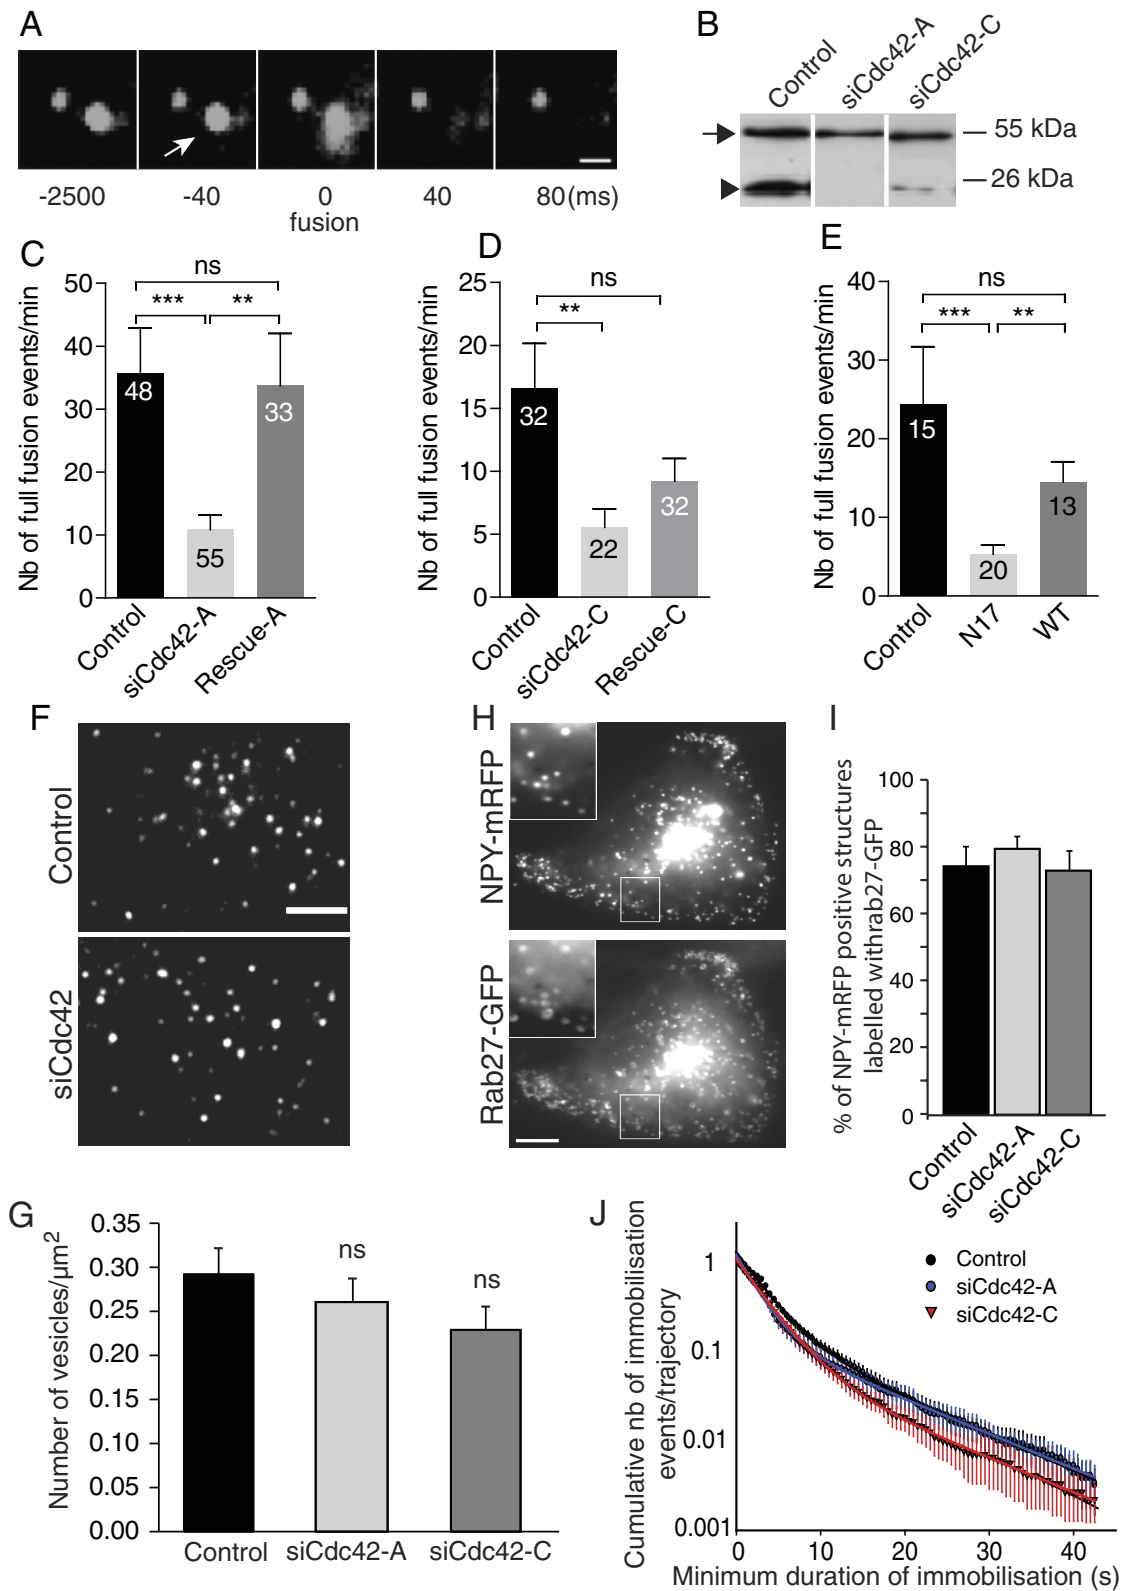 A
-2500
-40
0
40
80(ms)
fusion
B
Control
siCdc42-A
siCdc42-C
55 kDa
26 kDa
C
Nb of full fusion events/min
50
40
30
20
10
0
ns
***
**
48
55
33
Control
siCdc42-A
Rescue-A
D
Nb of full fusion events/min
25
20
15
10
5
0
ns
**
32
22
32
Control
siCdc42-C
Rescue-C
E
Nb of full fusion events/min
40
30
20
10
0
ns
***
**
15
20
13
Control
N17
WT
F
Control
siCdc42
H
NPY-mRFP
Rab27-GFP
I
% of NPY-mRFP positive structures
labelled withrab27-GFP
100
80
60
40
20
0
Control
siCdc42-A
siCdc42-C
G
Number of vesicles/µm2
0.35
0.30
0.25
0.20
0.15
0.10
0.05
0.00
ns
ns
Control
siCdc42-A
siCdc42-C
J
Cumulative nb of immobilisation
events/trajectory
1
0.1
0.01
0.001
Control
siCdc42-A
siCdc42-C
0
10
20
30
40
Minimum duration of immobilisation (s)